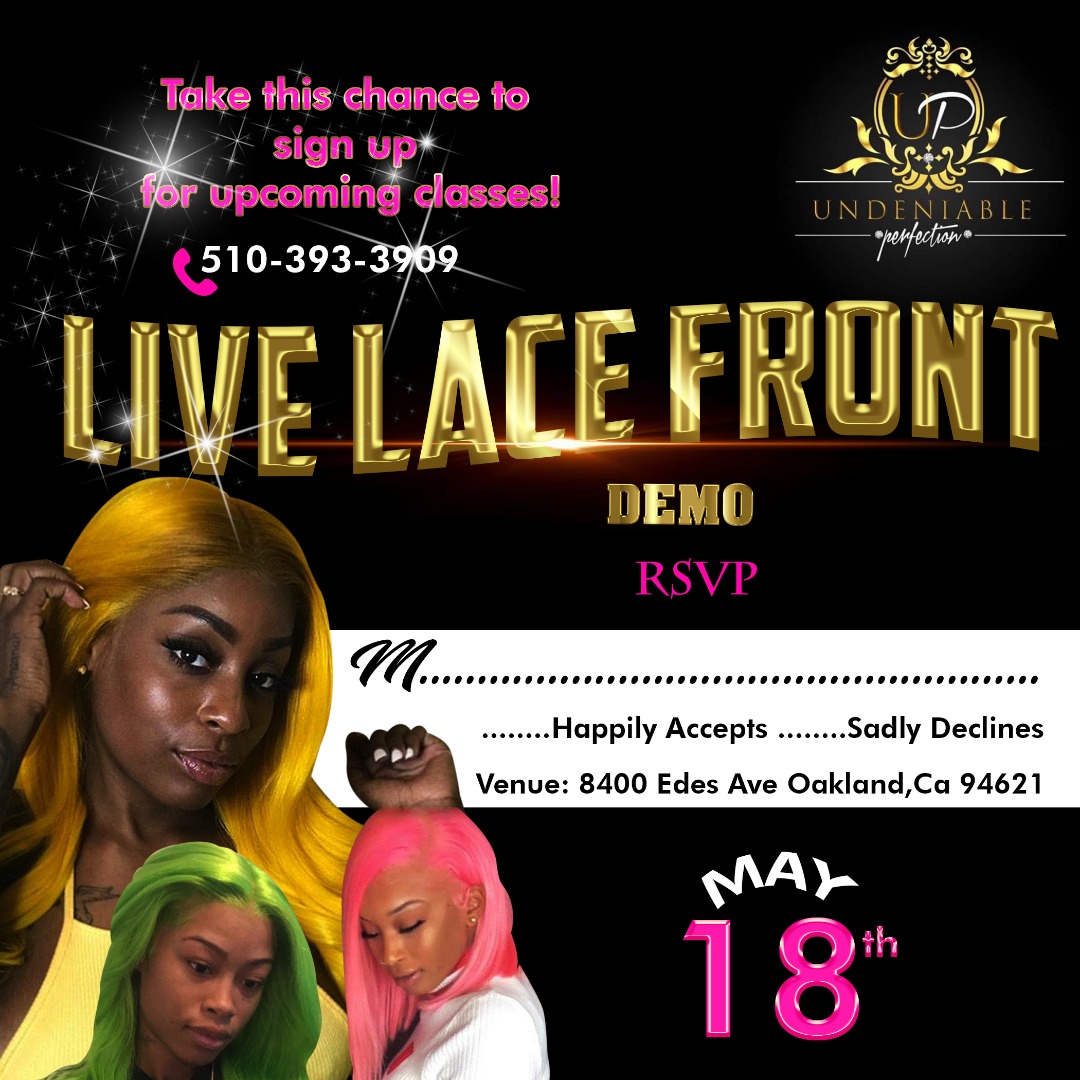 Take this chance to
sign up
for upcoming classes!
510-393-3909
UP
UNDENIABLE
perfection
LIVE LACE FRONT
DEMO
RSVP
M.......................................................
........Happily Accepts ........Sadly Declines
Venue: 8400 Edes Ave Oakland,Ca 94621
MAY
18th